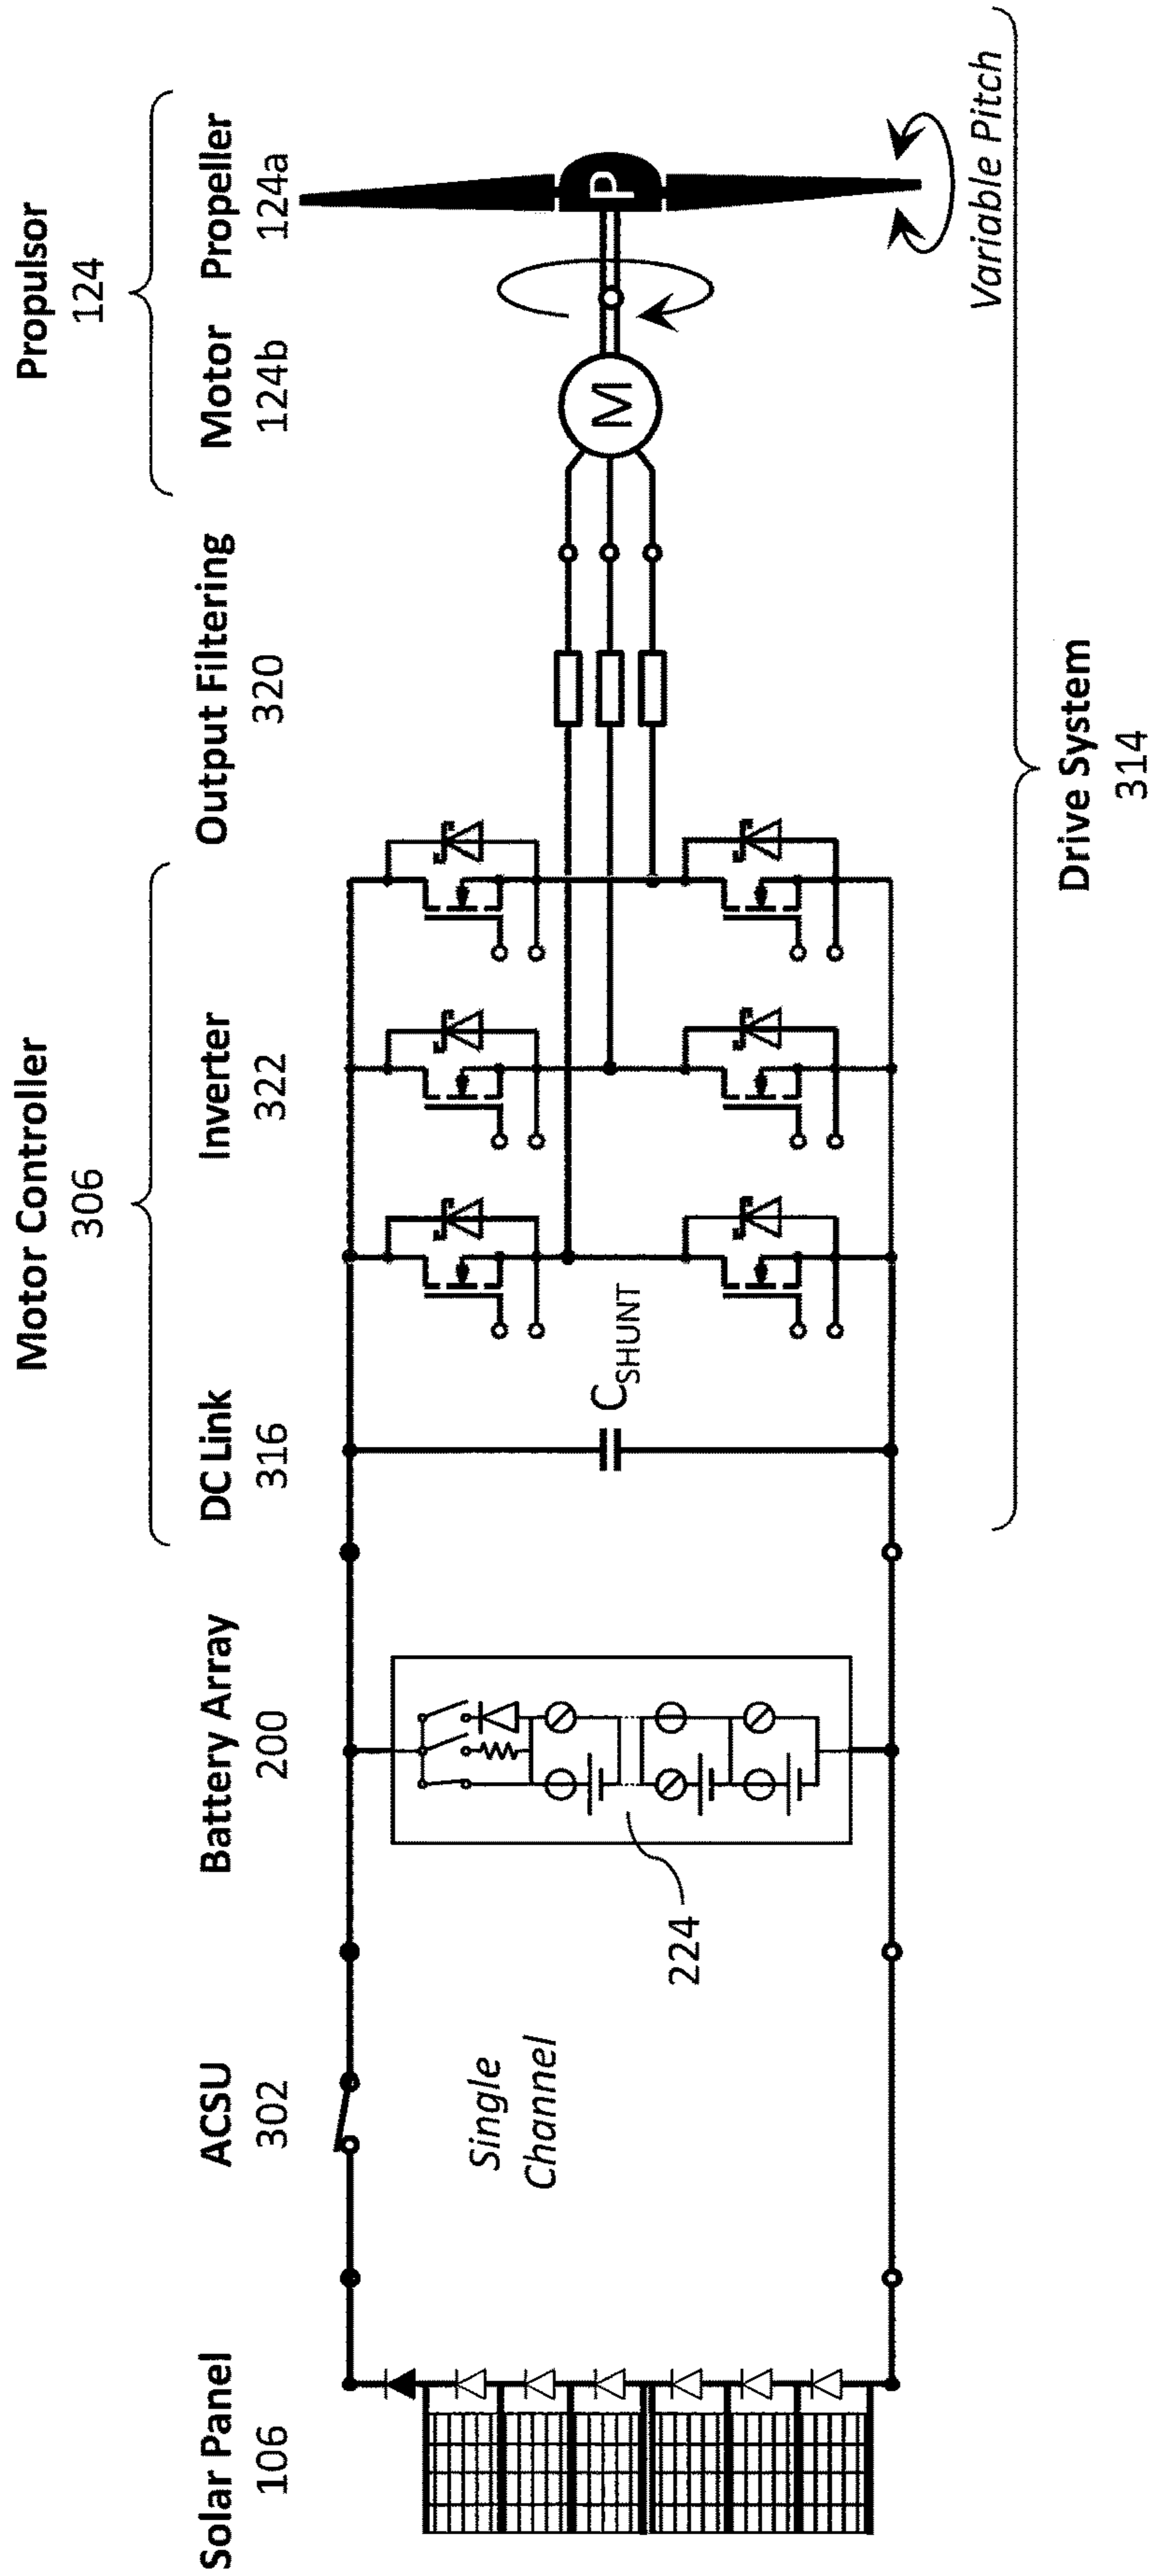 Solar Panel
106
ACSU
302
Battery Array
200
Motor Controller
306
DC Link
316
Inverter
322
Output Filtering
320
Propulsor
124
Motor
124b
Propeller
124a
Single
Channel
224
CSHUNT
M
P
Variable Pitch
Drive System
314